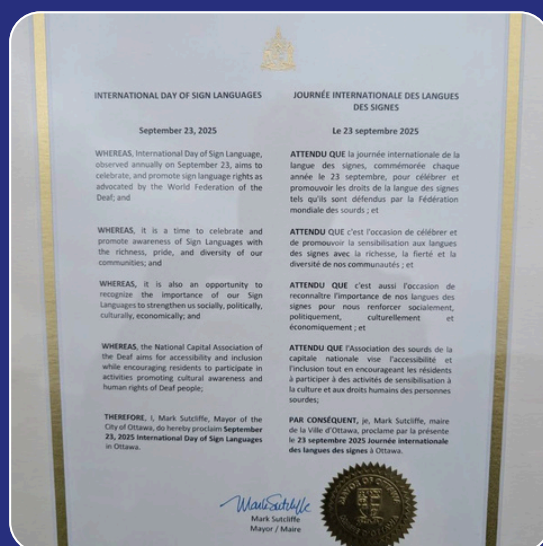 INTERNATIONAL DAY OF SIGN LANGUAGES
September 23, 2025
WHEREAS, International Day of Sign Language,
observed annually on September 23, aims to
celebrate, and promote sign language rights as
advocated by the World Federation of the
Deaf; and
WHEREAS, it is a time to celebrate and
promote awareness of Sign Languages with
the richness, pride, and diversity of our
communities; and
WHEREAS, it is also an opportunity to
recognize the importance of our Sign
Languages to strengthen us socially, politically,
culturally, economically; and
WHEREAS, the National Capital Association of
the Deaf aims for accessibility and inclusion
while encouraging residents to participate in
activities promoting cultural awareness and
human rights of Deaf people;
THEREFORE, I, Mark Sutcliffe, Mayor of the
City of Ottawa, do hereby proclaim September
23, 2025 International Day of Sign Languages
in Ottawa.
JOURNÉE INTERNATIONALE DES LANGUES
DES SIGNES
Le 23 septembre 2025
ATTENDU QUE la journée internationale de la
langue des signes, commémorée chaque
année le 23 septembre, pour célébrer et
promouvoir les droits de la langue des signes
tels qu'ils sont défendus par la Fédération
mondiale des sourds ; et
ATTENDU QUE c'est l'occasion de célébrer et
de promouvoir la sensibilisation aux langues
des signes avec la richesse, la fierté et la
diversité de nos communautés ; et
ATTENDU QUE c'est aussi l'occasion de
reconnaître l'importance de nos langues des
signes pour nous renforcer socialement,
politiquement, culturellement et
économiquement ; et
ATTENDU QUE l'Association des sourds de la
capitale nationale vise l'accessibilité et
l'inclusion tout en encourageant les résidents
à participer à des activités de sensibilisation à
la culture et aux droits humains des personnes
sourdes;
PAR CONSÉQUENT, je, Mark Sutcliffe, maire
de la Ville d'Ottawa, proclame par la présente
le 23 septembre 2025 Journée internationale
des langues des signes à Ottawa.
Mark Sutcliffe
Mark Sutcliffe
Mayor / Maire